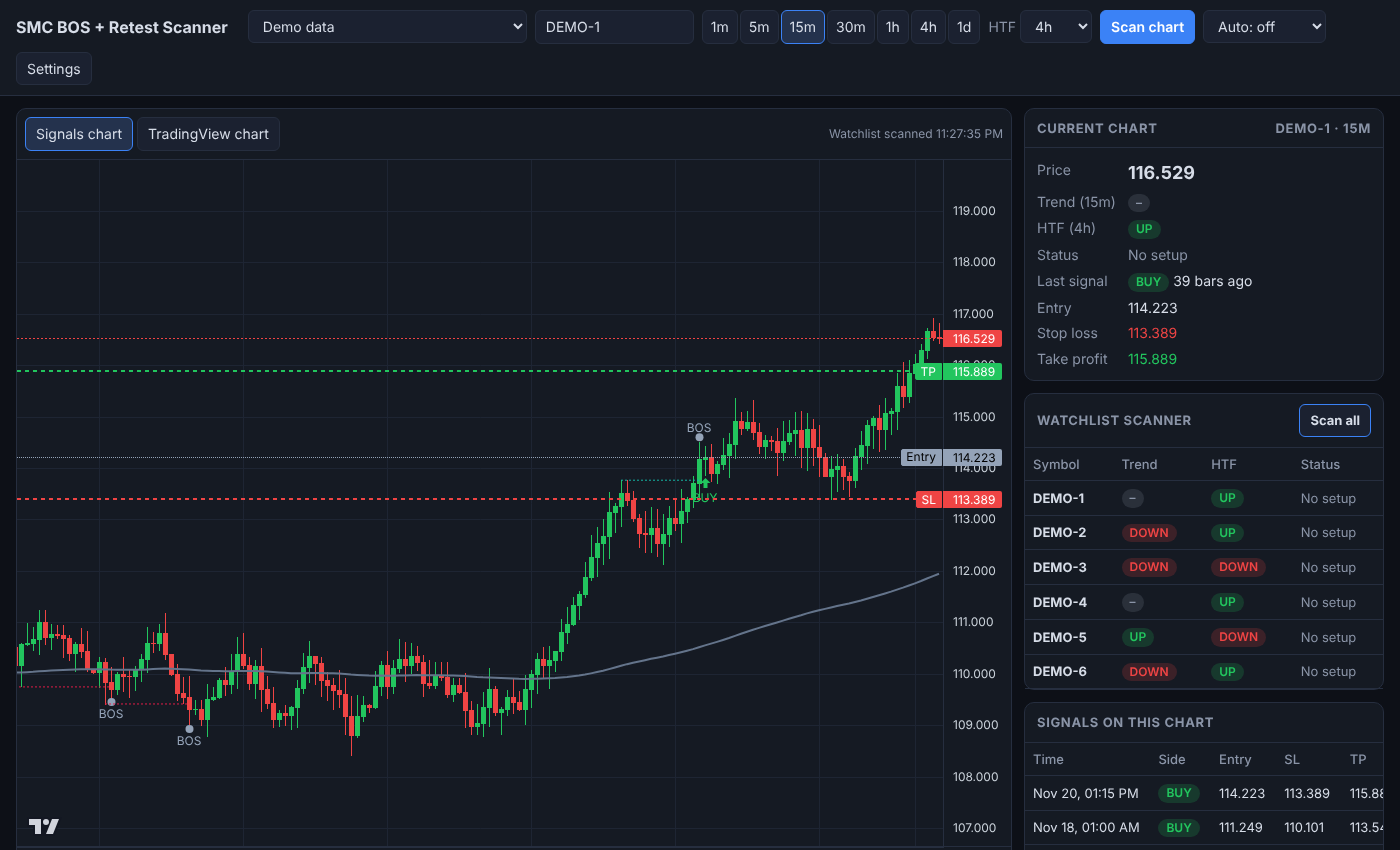 SMC BOS + Retest Scanner Demo data DEMO-1 1m 5m 15m 30m 1h 4h 1d HTF 4h Scan chart Auto: off
Settings
Signals chart TradingView chart Watchlist scanned 11:27:35 PM
119.000
118.000
117.000
116.529
TP 115.889
115.000
BOS
Entry 114.223
114.000
SL 113.389
BUY
113.000
112.000
111.000
110.000
BOS
109.000
BOS
108.000
107.000
CURRENT CHART DEMO-1 · 15M
Price 116.529
Trend (15m) –
HTF (4h) UP
Status No setup
Last signal BUY 39 bars ago
Entry 114.223
Stop loss 113.389
Take profit 115.889
WATCHLIST SCANNER Scan all
Symbol Trend HTF Status
DEMO-1 – UP No setup
DEMO-2 DOWN UP No setup
DEMO-3 DOWN DOWN No setup
DEMO-4 – UP No setup
DEMO-5 UP DOWN No setup
DEMO-6 DOWN UP No setup
SIGNALS ON THIS CHART
Time Side Entry SL TP
Nov 20, 01:15 PM BUY 114.223 113.389
Nov 18, 01:00 AM BUY 111.249 110.101